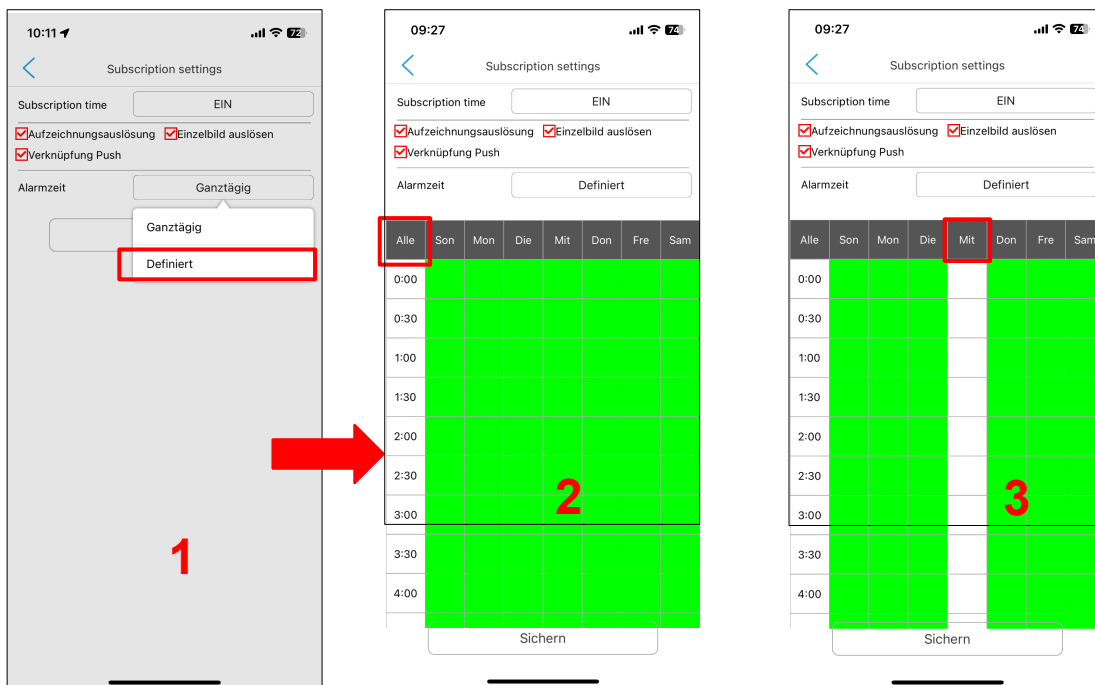 10:11
72
Subscription settings
Subscription time
EIN
Aufzeichnungsauslösung
Einzelbild auslösen
Verknüpfung Push
Alarmzeit
Ganztägig
Ganztägig
Definiert
1
09:27
74
Subscription settings
Subscription time
EIN
Aufzeichnungsauslösung
Einzelbild auslösen
Verknüpfung Push
Alarmzeit
Definiert
Alle Son Mon Die Mit Don Fre Sam
0:00
0:30
1:00
1:30
2:00
2:30
3:00
3:30
4:00
2
Sichern
09:27
74
Subscription settings
Subscription time
EIN
Aufzeichnungsauslösung
Einzelbild auslösen
Verknüpfung Push
Alarmzeit
Definiert
Alle Son Mon Die Mit Don Fre Sam
0:00
0:30
1:00
1:30
2:00
2:30
3:00
3:30
4:00
3
Sichern